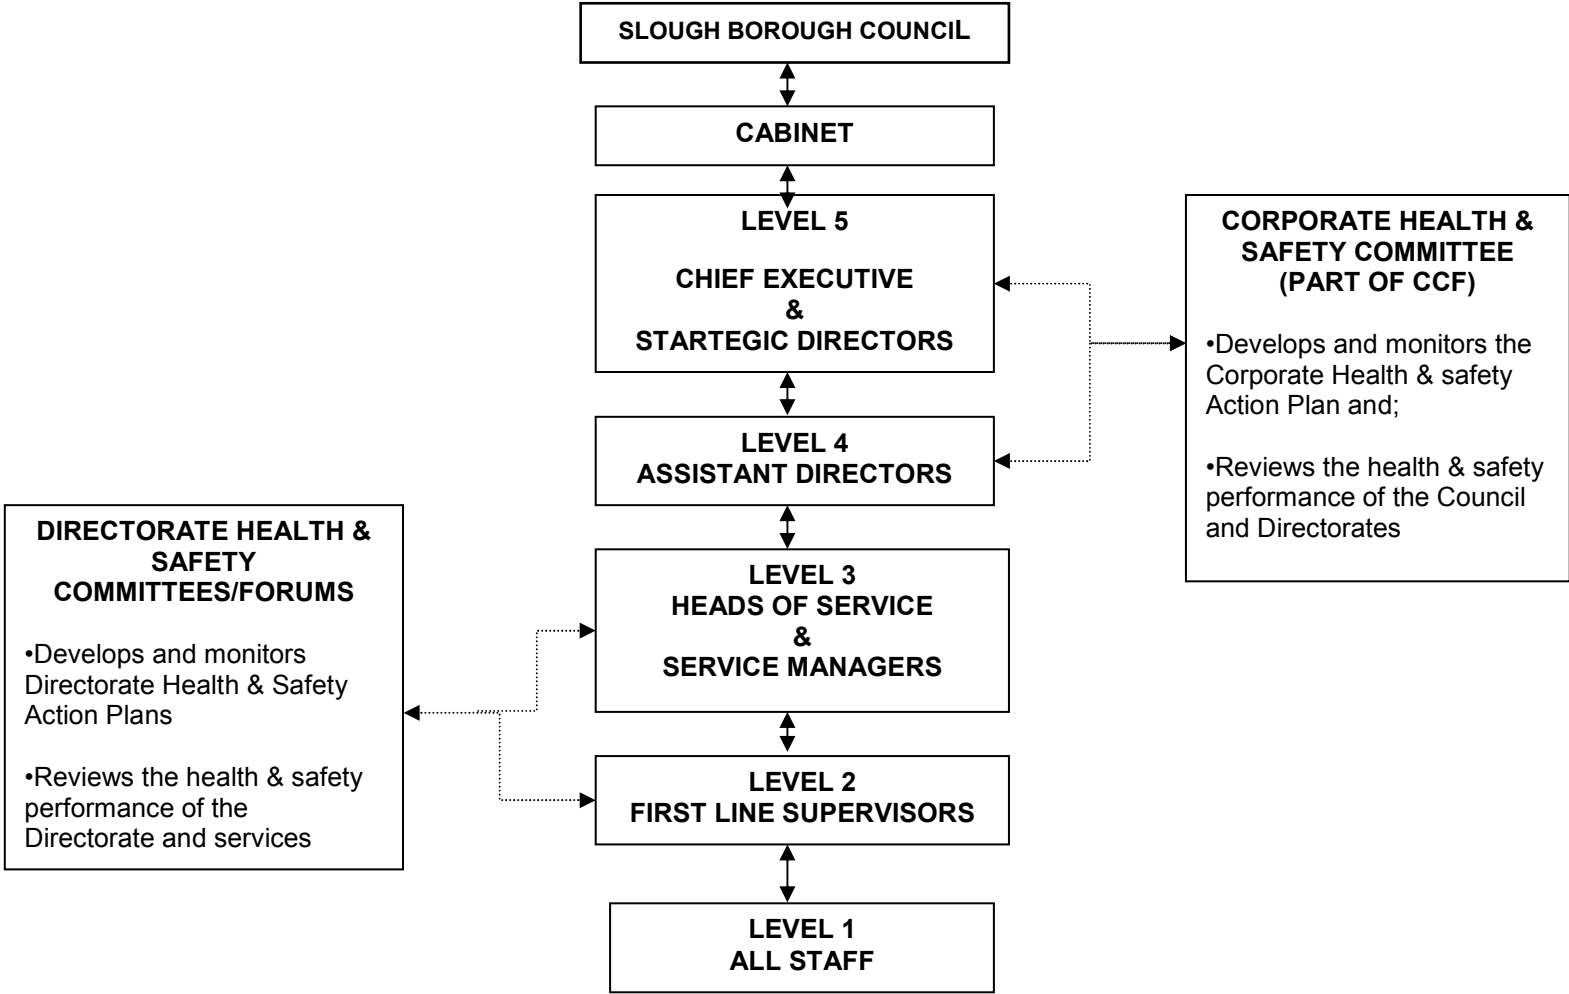 SLOUGH BOROUGH COUNCIL
CABINET
LEVEL 5
CHIEF EXECUTIVE
&
STARTEGIC DIRECTORS
CORPORATE HEALTH &
SAFETY COMMITTEE
(PART OF CCF)
•Develops and monitors the
Corporate Health & safety
Action Plan and;
•Reviews the health & safety
performance of the Council
and Directorates
LEVEL 4
ASSISTANT DIRECTORS
DIRECTORATE HEALTH &
SAFETY
COMMITTEES/FORUMS
•Develops and monitors
Directorate Health & Safety
Action Plans
•Reviews the health & safety
performance of the
Directorate and services
LEVEL 3
HEADS OF SERVICE
&
SERVICE MANAGERS
LEVEL 2
FIRST LINE SUPERVISORS
LEVEL 1
ALL STAFF